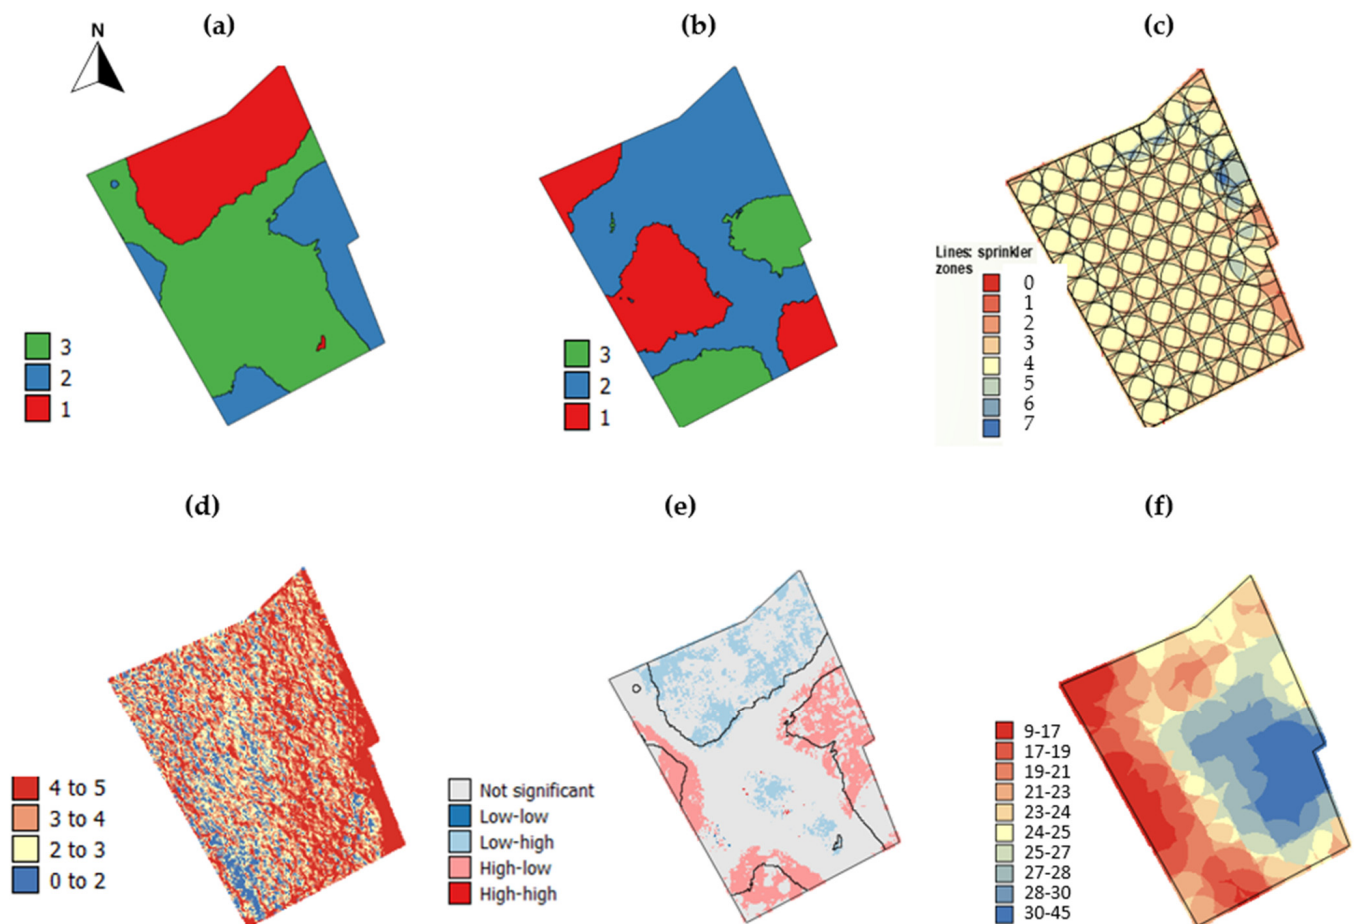 (a)
(b)
(c)
N
3
2
1
3
2
1
Lines: sprinkler
zones
0
1
2
3
4
5
6
7
(d)
(e)
(f)
4 to 5
3 to 4
2 to 3
0 to 2
Not significant
Low-low
Low-high
High-low
High-high
9-17
17-19
19-21
21-23
23-24
24-25
25-27
27-28
28-30
30-45